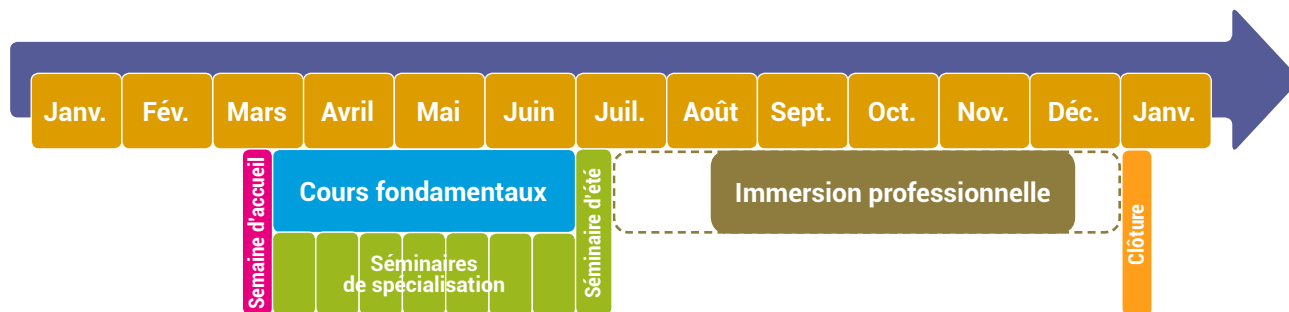 Janv. Fév. Mars Avril Mai Juin Juil. Août Sept. Oct. Nov. Déc. Janv.
Semaine d'accueil
Cours fondamentaux
Séminaires
de spécialisation
Séminaire d'été
Immersion professionnelle
Clôture